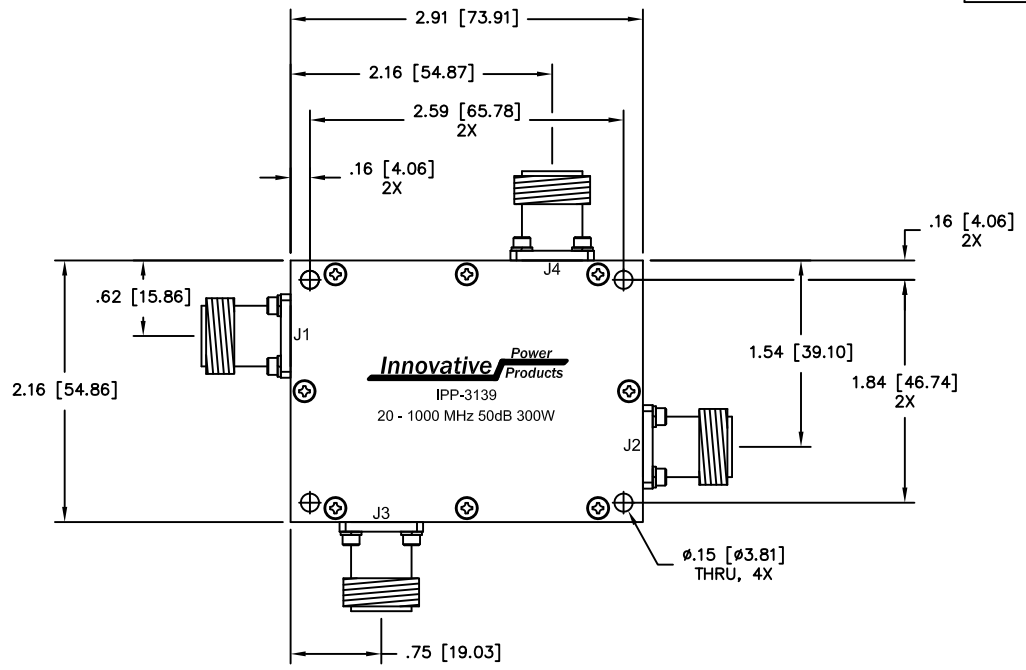 2.91 [73.91]
2.16 [54.87]
2.59 [65.78]
2X
.16 [4.06]
2X
.16 [4.06]
2X
J4
.62 [15.86]
J1
1.54 [39.10]
Innovative Power Products
2.16 [54.86]
1.84 [46.74]
2X
IPP-3139
20 - 1000 MHz 50dB 300W
J2
J3
ø.15 [ø3.81]
THRU, 4X
.75 [19.03]